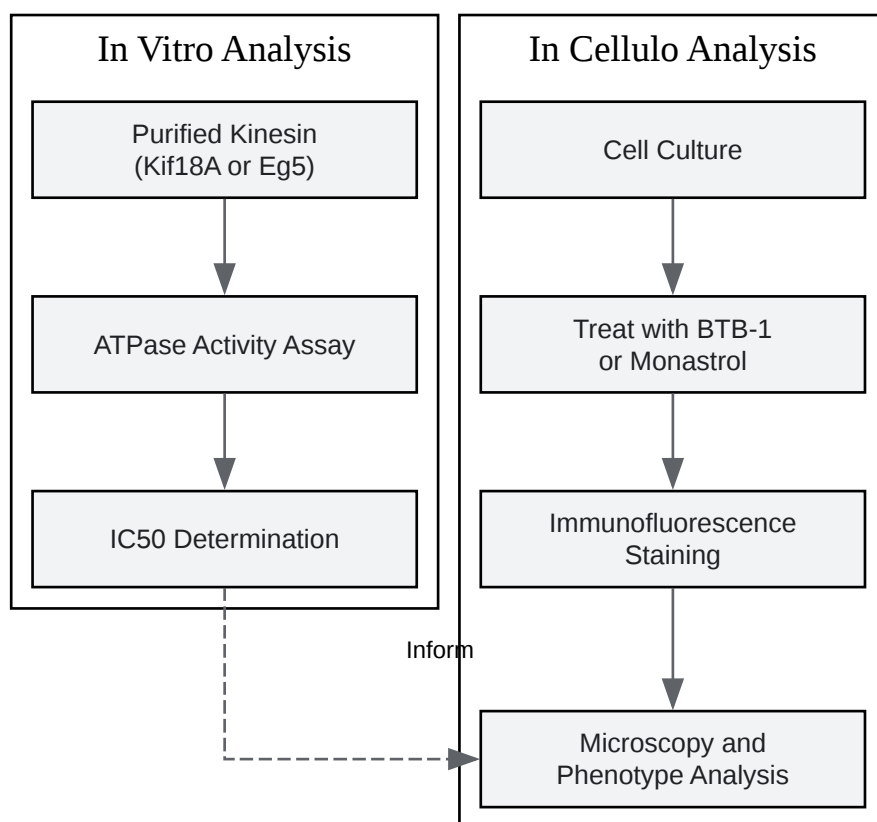 In Vitro Analysis
Purified Kinesin
(Kif18A or Eg5)
ATPase Activity Assay
IC50 Determination
Inform
In Cellulo Analysis
Cell Culture
Treat with BTB-1
or Monastrol
Immunofluorescence
Staining
Microscopy and
Phenotype Analysis